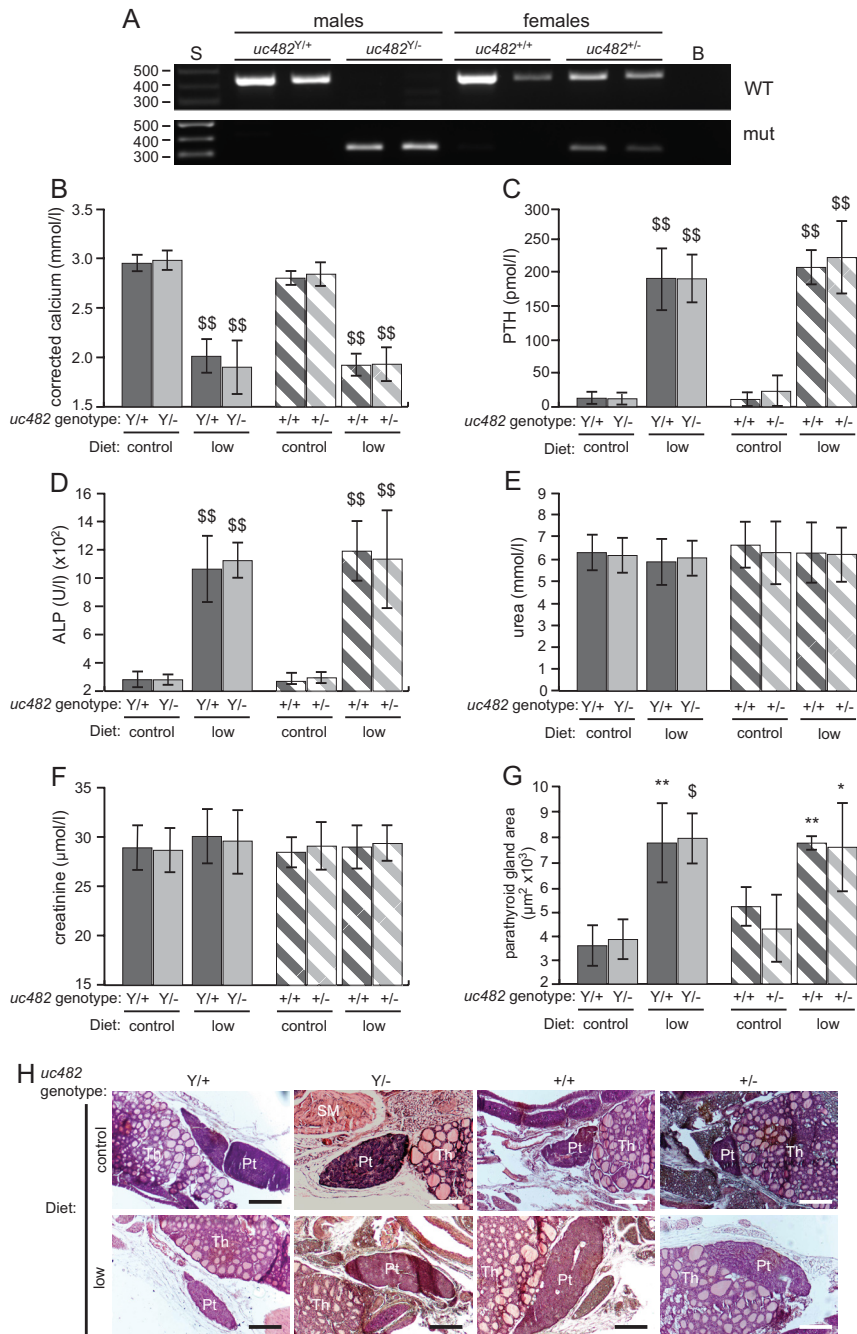 A
males
females
S
uc482Y/+
uc482Y/-
uc482+/+
uc482+/-
B
500
400
300
WT
500
400
300
mut
B
corrected calcium (mmol/l)
3.5
3.0
2.5
2.0
1.5
$$ $$
$$ $$
uc482 genotype: Y/+ Y/- Y/+ Y/- +/+ +/- +/+ +/-
Diet: control low control low
C
PTH (pmol/l)
300
250
200
150
100
50
0
$$ $$
$$ $$
uc482 genotype: Y/+ Y/- Y/+ Y/- +/+ +/- +/+ +/-
Diet: control low control low
D
ALP (U/l) (x10²)
16
14
12
10
8
6
4
2
$$ $$
$$ $$
uc482 genotype: Y/+ Y/- Y/+ Y/- +/+ +/- +/+ +/-
Diet: control low control low
E
urea (mmol/l)
9
8
7
6
5
4
3
2
1
0
uc482 genotype: Y/+ Y/- Y/+ Y/- +/+ +/- +/+ +/-
Diet: control low control low
F
creatinine (µmol/l)
35
30
25
20
15
uc482 genotype: Y/+ Y/- Y/+ Y/- +/+ +/- +/+ +/-
Diet: control low control low
G
parathyroid gland area
(µm² x10³)
10
9
8
7
6
5
4
3
2
** $
** *
uc482 genotype: Y/+ Y/- Y/+ Y/- +/+ +/- +/+ +/-
Diet: control low control low
H
uc482
genotype:
Y/+
Y/-
+/+
+/-
Diet:
control
Th
Pt
SM
Pt
Th
Pt
Th
Pt
Th
low
Th
Pt
Th
Pt
Th
Pt
Th
Pt